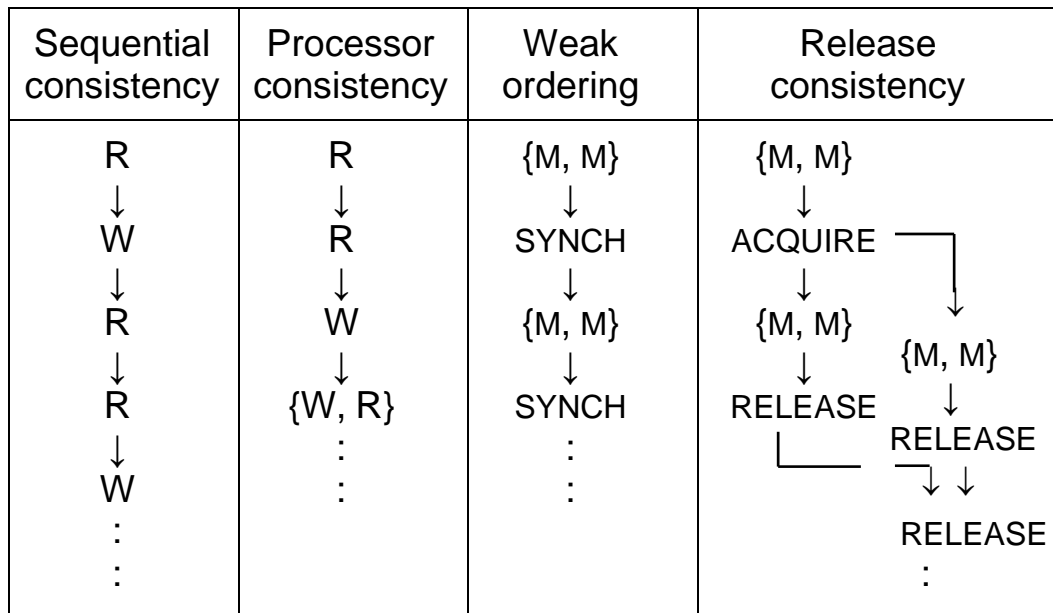 Sequential consistency
Processor consistency
Weak ordering
Release consistency
R
↓
W
↓
R
↓
R
↓
W
:
:
R
↓
R
↓
W
↓
{W, R}
:
:
{M, M}
↓
SYNCH
↓
{M, M}
↓
SYNCH
:
:
{M, M}
↓
ACQUIRE
↓
{M, M}
↓
RELEASE
↓
{M, M}
↓
RELEASE
↓ ↓
RELEASE
: